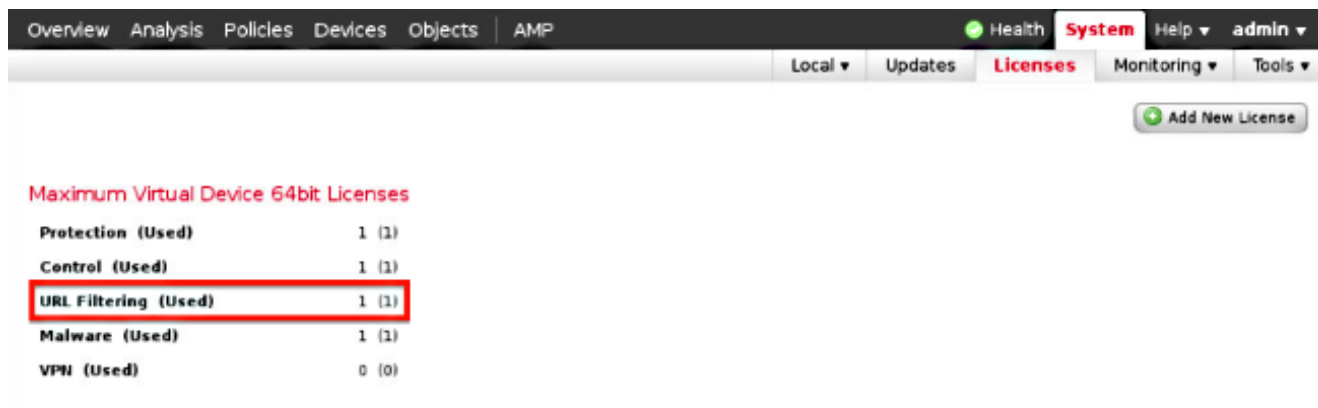 Overview Analysis Policies Devices Objects AMP Health System Help ▾ admin ▾
Local ▾ Updates Licenses Monitoring ▾ Tools ▾
Add New License
Maximum Virtual Device 64bit Licenses
Protection (Used) 1 (1)
Control (Used) 1 (1)
URL Filtering (Used) 1 (1)
Malware (Used) 1 (1)
VPN (Used) 0 (0)